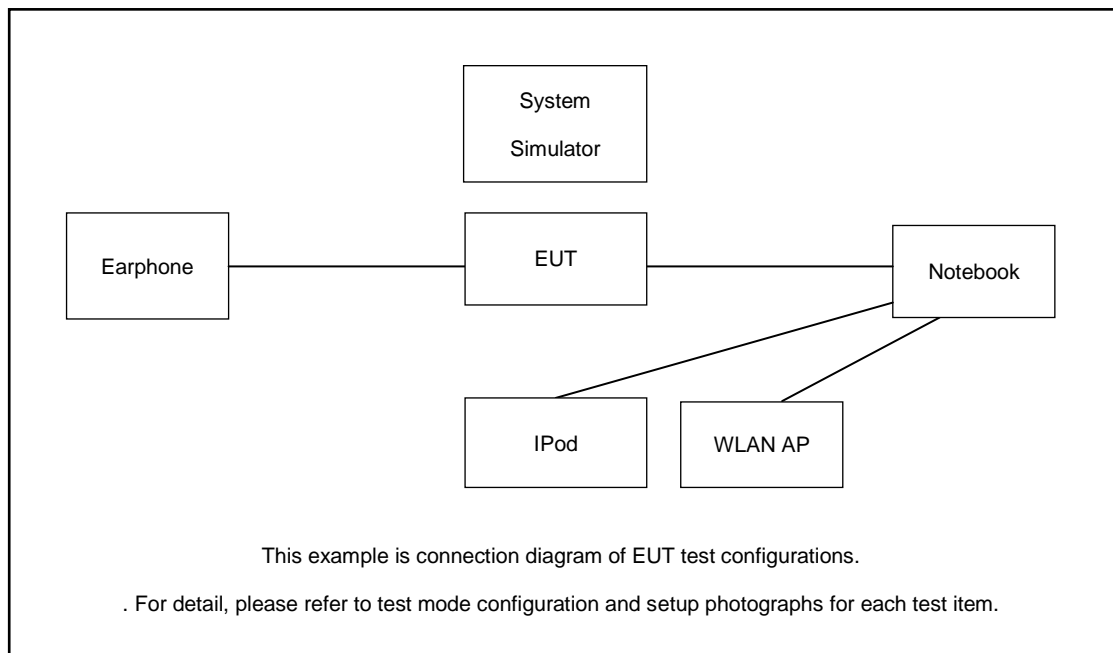 System
Simulator
Earphone
EUT
Notebook
IPod
WLAN AP
This example is connection diagram of EUT test configurations.
. For detail, please refer to test mode configuration and setup photographs for each test item.